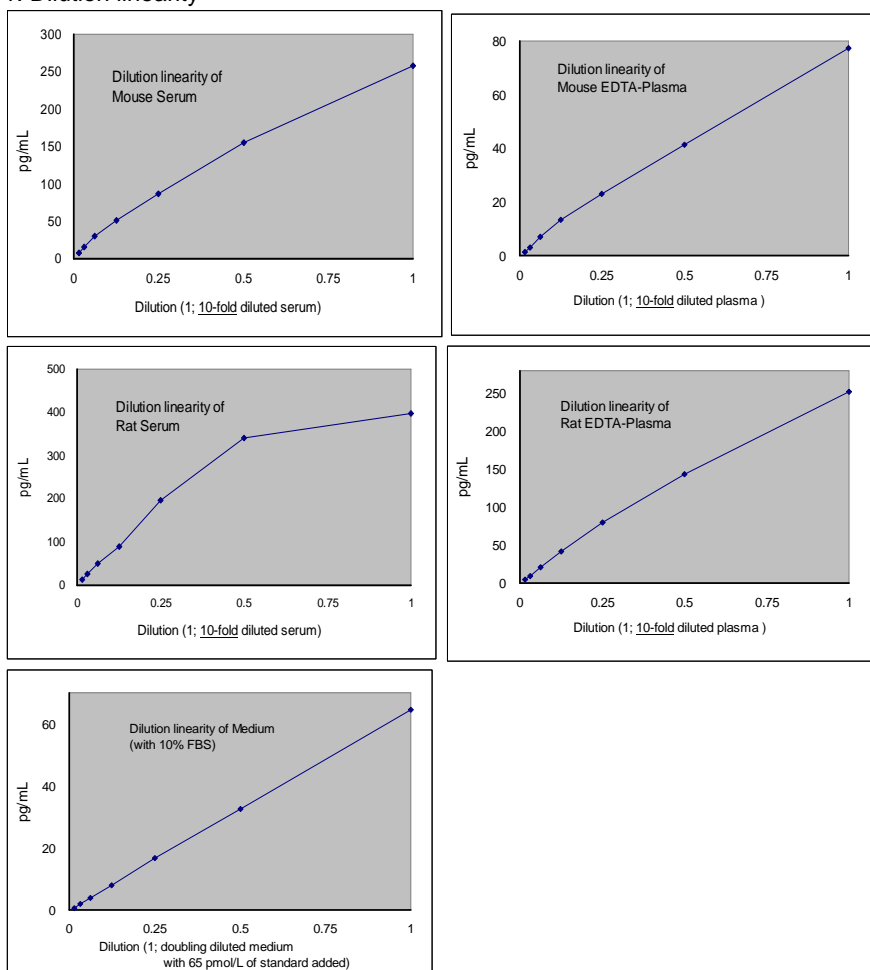 Dilution linearity
300
250
200
150
100
50
0
pg/mL
Dilution linearity of
Mouse Serum
0 0.25 0.5 0.75 1
Dilution (1; 10-fold diluted serum)
80
60
40
20
0
pg/mL
Dilution linearity of
Mouse EDTA-Plasma
0 0.25 0.5 0.75 1
Dilution (1; 10-fold diluted plasma )
500
400
300
200
100
0
pg/mL
Dilution linearity of
Rat Serum
0 0.25 0.5 0.75 1
Dilution (1; 10-fold diluted serum)
250
200
150
100
50
0
pg/mL
Dilution linearity of
Rat EDTA-Plasma
0 0.25 0.5 0.75 1
Dilution (1; 10-fold diluted plasma )
60
40
20
0
pg/mL
Dilution linearity of Medium
(with 10% FBS)
0 0.25 0.5 0.75 1
Dilution (1; doubling diluted medium
with 65 pmol/L of standard added)